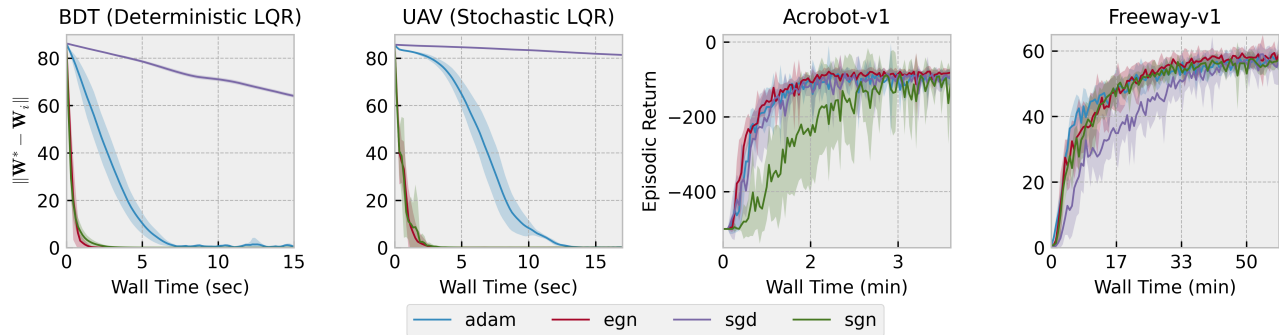 BDT (Deterministic LQR)
‖W* − Wᵢ‖
80
60
40
20
0
0 5 10 15
Wall Time (sec)
UAV (Stochastic LQR)
80
60
40
20
0
0 5 10 15
Wall Time (sec)
Acrobot-v1
Episodic Return
0
−200
−400
0 2 3
Wall Time (min)
Freeway-v1
60
40
20
0
0 17 33 50
Wall Time (min)
adam egn sgd sgn